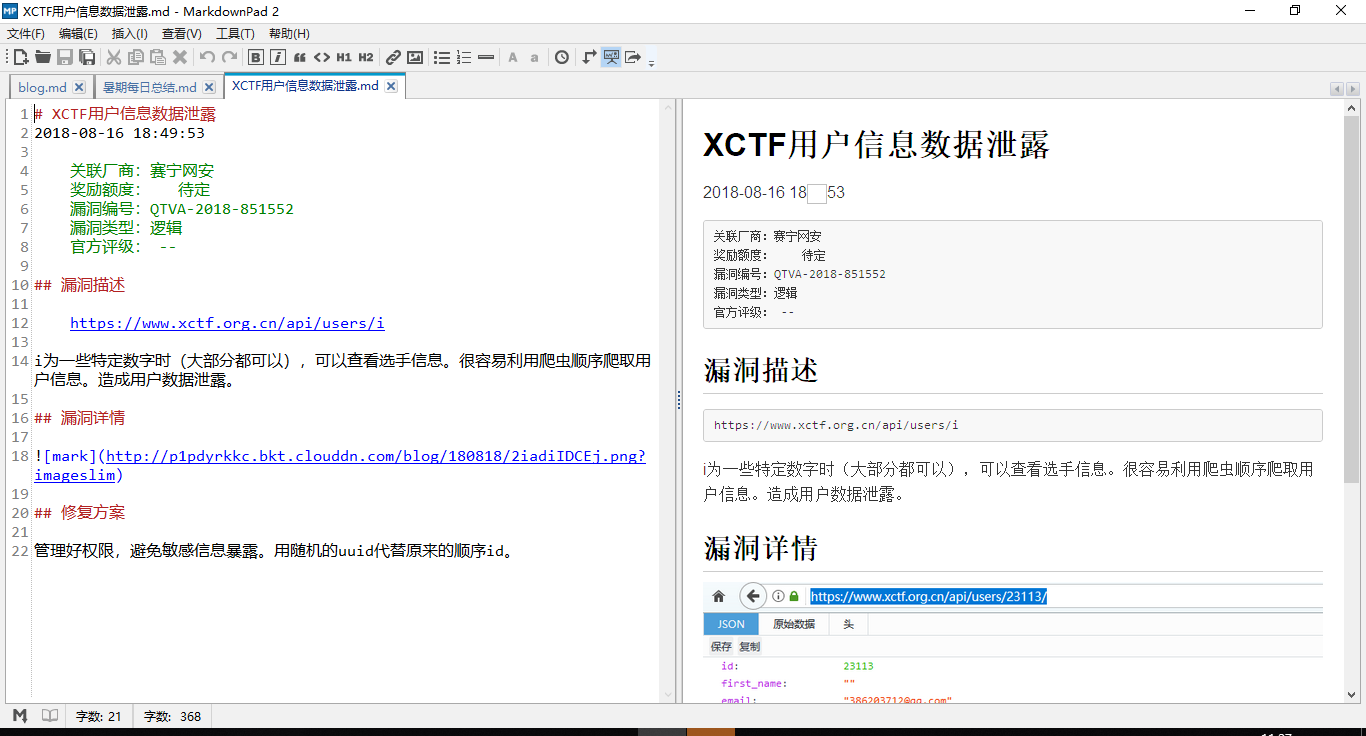 XCTF用户信息数据泄露.md - MarkdownPad 2
文件(F) 编辑(E) 插入(I) 查看(V) 工具(T) 帮助(H)
B i H1 H2 A a
blog.md 暑期每日总结.md XCTF用户信息数据泄露.md
1 # XCTF用户信息数据泄露
2 2018-08-16 18:49:53
3
4 关联厂商：赛宁网安
5 奖励额度： 待定
6 漏洞编号：QTVA-2018-851552
7 漏洞类型：逻辑
8 官方评级： --
9
10 ## 漏洞描述
11
12 https://www.xctf.org.cn/api/users/i
13
14 i为一些特定数字时（大部分都可以），可以查看选手信息。很容易利用爬虫顺序爬取用
户信息。造成用户数据泄露。
15
16 ## 漏洞详情
17
18 ![mark](http://p1pdyrkkc.bkt.clouddn.com/blog/180818/2iadiIDCEj.png?
imageslim)
19
20 ## 修复方案
21
22 管理好权限，避免敏感信息暴露。用随机的uuid代替原来的顺序id。
XCTF用户信息数据泄露
2018-08-16 18 53
关联厂商：赛宁网安
奖励额度： 待定
漏洞编号：QTVA-2018-851552
漏洞类型：逻辑
官方评级： --
漏洞描述
https://www.xctf.org.cn/api/users/i
i为一些特定数字时（大部分都可以），可以查看选手信息。很容易利用爬虫顺序爬取用
户信息。造成用户数据泄露。
漏洞详情
https://www.xctf.org.cn/api/users/23113/
JSON 原始数据 头
保存 复制
id: 23113
first_name: ""
email: "386203712@qq.com"
字数: 21 字数: 368